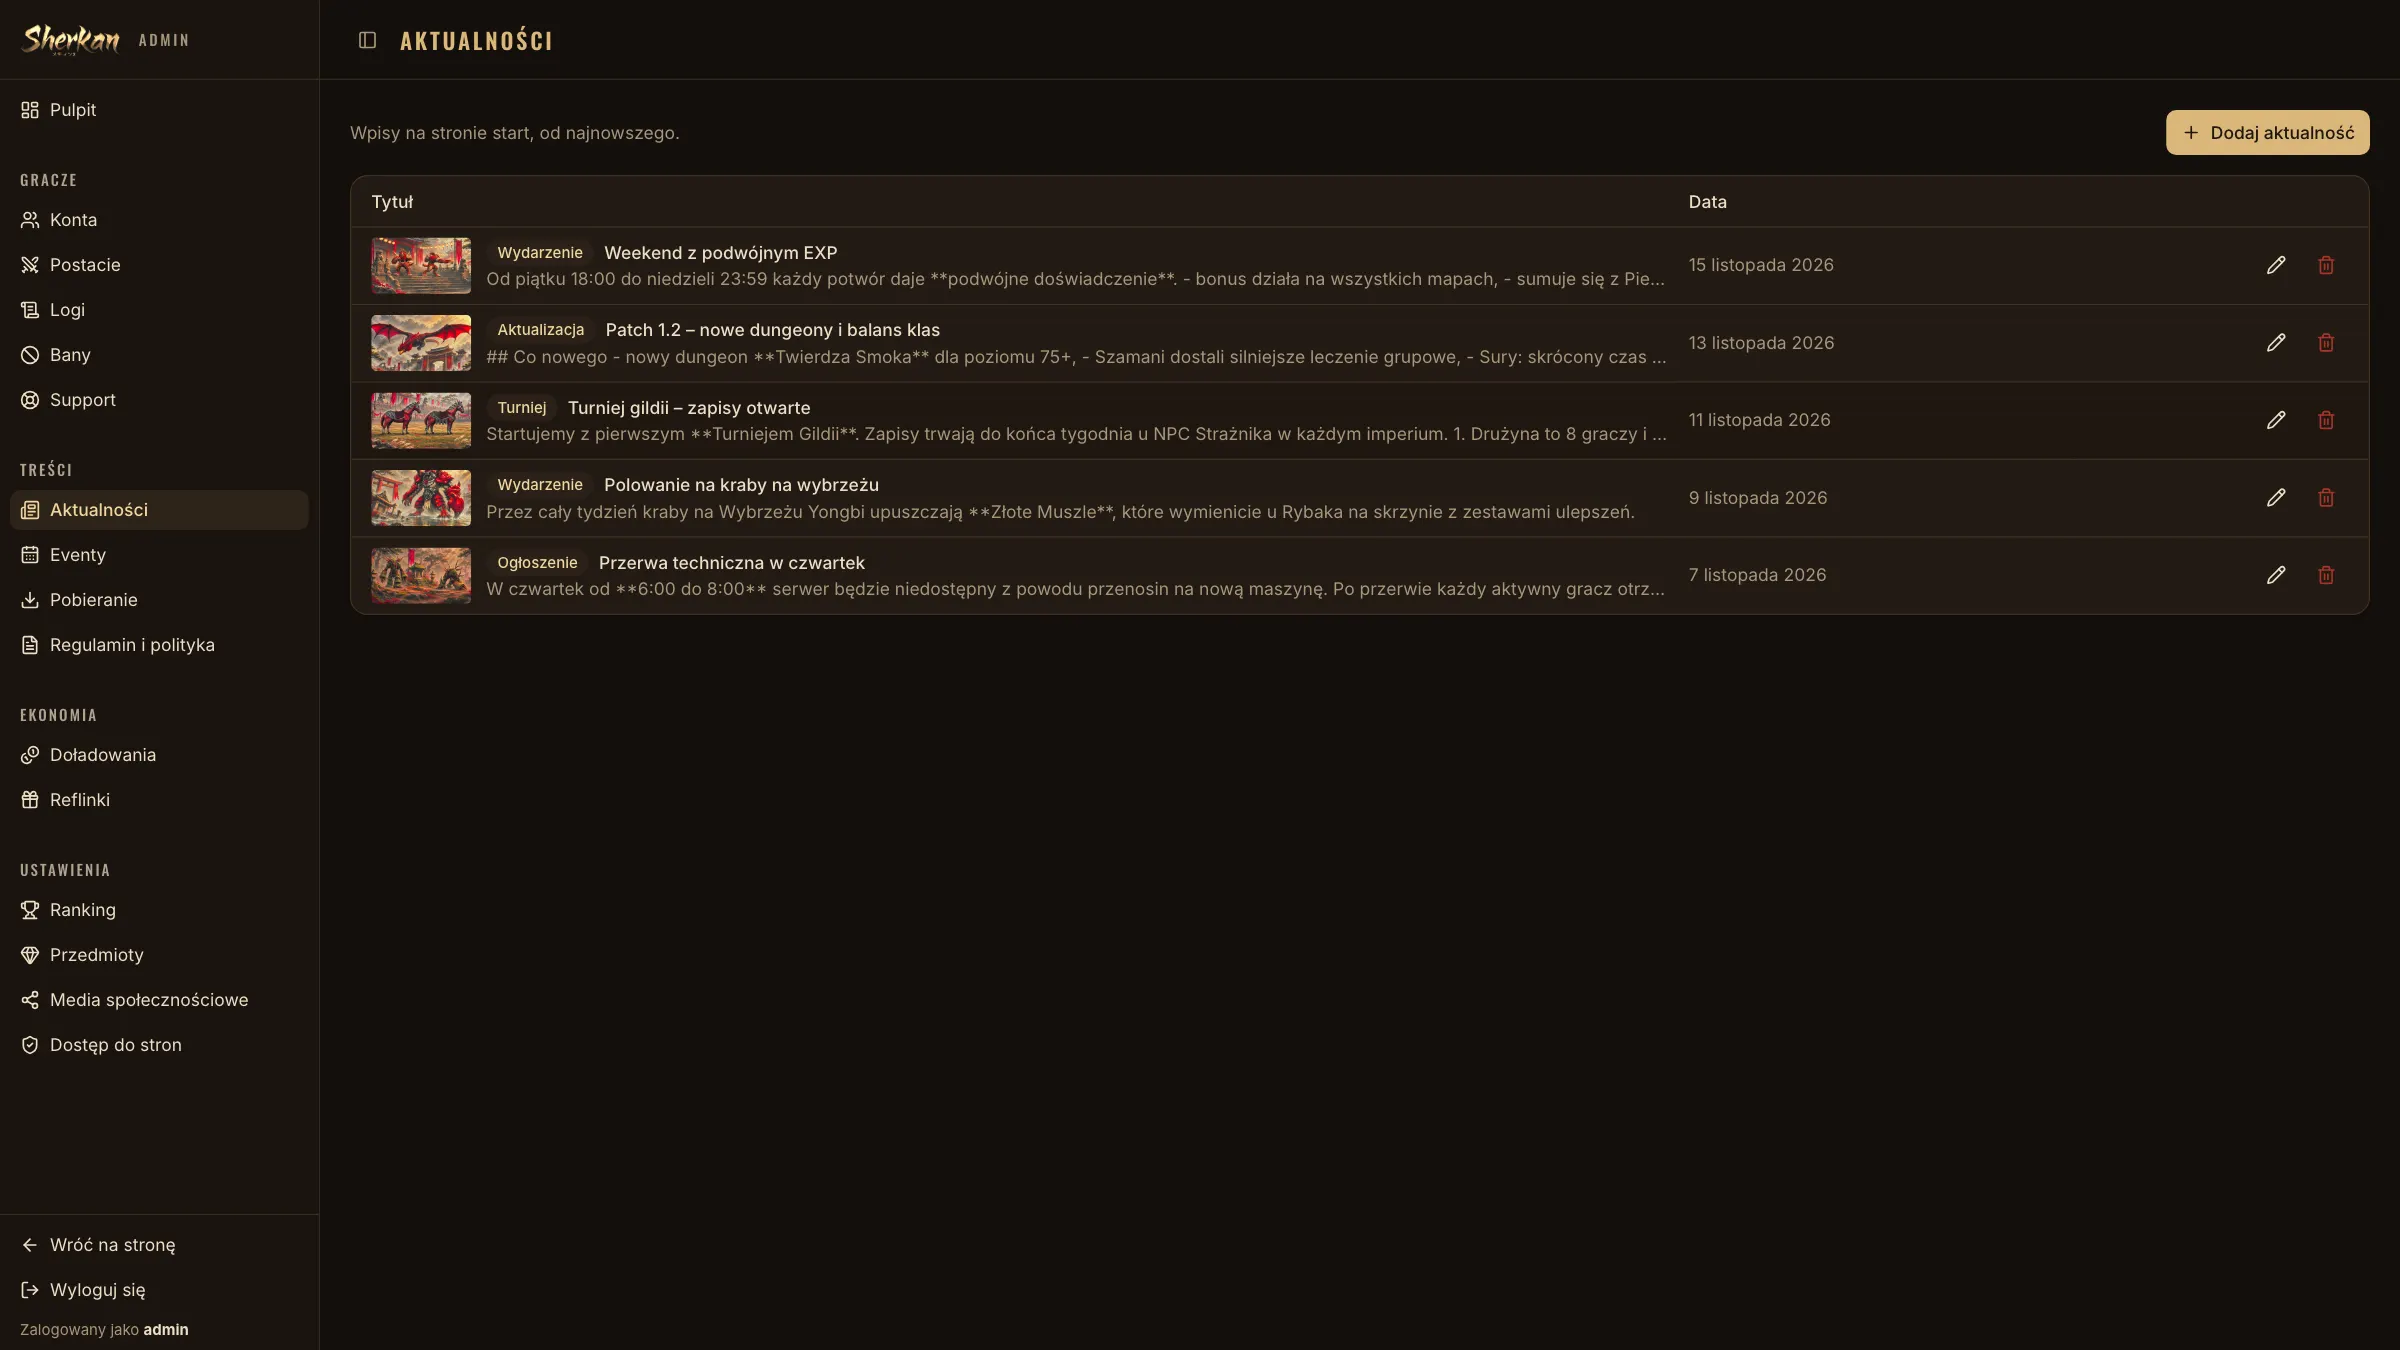 Sherkan ADMIN
AKTUALNOŚCI
Pulpit
GRACZE
Konta
Postacie
Logi
Bany
Support
TREŚCI
Aktualności
Eventy
Pobieranie
Regulamin i polityka
EKONOMIA
Doładowania
Reflinki
USTAWIENIA
Ranking
Przedmioty
Media społecznościowe
Dostęp do stron
Wróć na stronę
Wyloguj się
Zalogowany jako admin
Wpisy na stronie start, od najnowszego.
Dodaj aktualność
Tytuł Data
Wydarzenie Weekend z podwójnym EXP
Od piątku 18:00 do niedzieli 23:59 każdy potwór daje **podwójne doświadczenie**. - bonus działa na wszystkich mapach, - sumuje się z Pie...
15 listopada 2026
Aktualizacja Patch 1.2 – nowe dungeony i balans klas
## Co nowego - nowy dungeon **Twierdza Smoka** dla poziomu 75+, - Szamani dostali silniejsze leczenie grupowe, - Sury: skrócony czas ...
13 listopada 2026
Turniej Turniej gildii – zapisy otwarte
Startujemy z pierwszym **Turniejem Gildii**. Zapisy trwają do końca tygodnia u NPC Strażnika w każdym imperium. 1. Drużyna to 8 graczy i ...
11 listopada 2026
Wydarzenie Polowanie na kraby na wybrzeżu
Przez cały tydzień kraby na Wybrzeżu Yongbi upuszczają **Złote Muszle**, które wymienicie u Rybaka na skrzynie z zestawami ulepszeń.
9 listopada 2026
Ogłoszenie Przerwa techniczna w czwartek
W czwartek od **6:00 do 8:00** serwer będzie niedostępny z powodu przenosin na nową maszynę. Po przerwie każdy aktywny gracz otrz...
7 listopada 2026